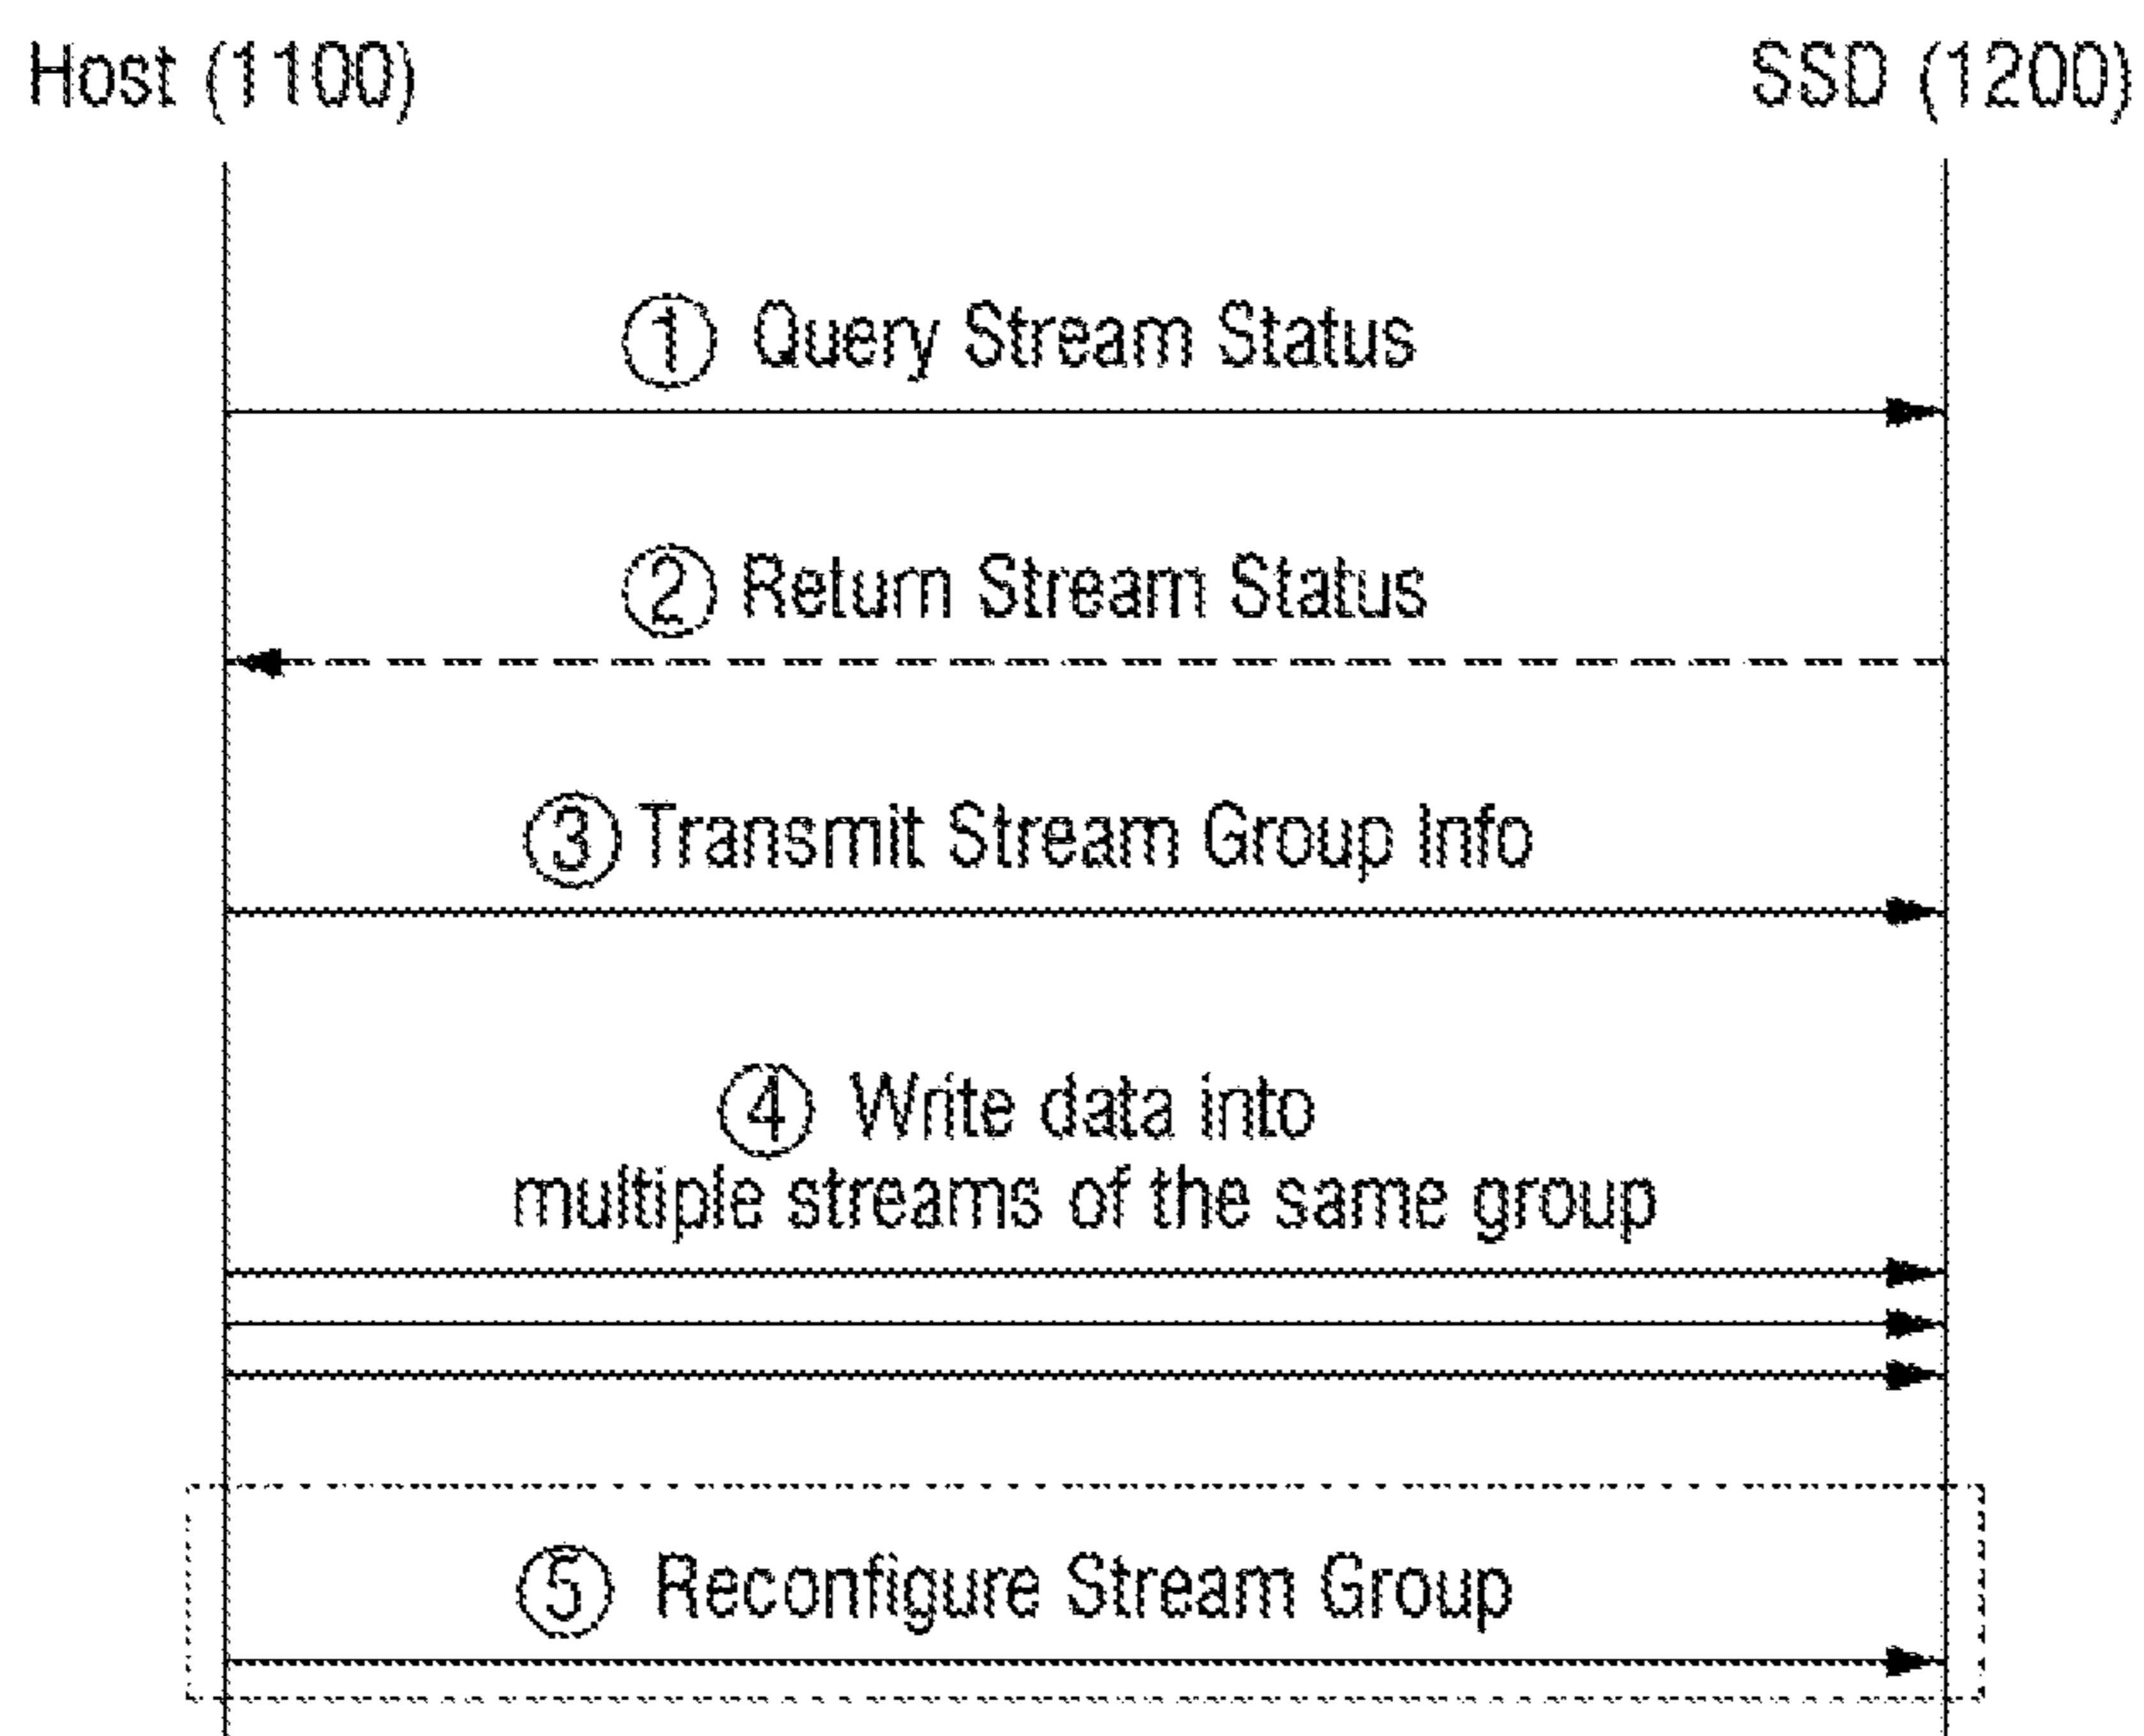 Host (1100)
SSD (1200)
① Query Stream Status
② Return Stream Status
③ Transmit Stream Group Info
④ Write data into
multiple streams of the same group
⑤ Reconfigure Stream Group